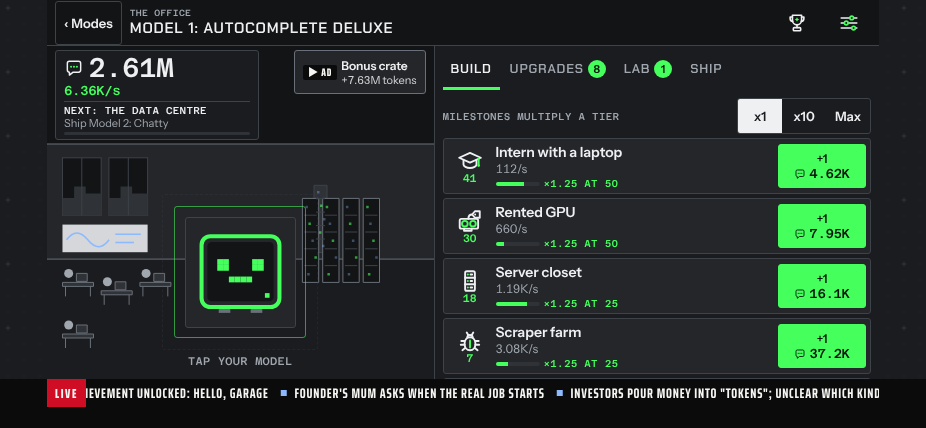 ‹ Modes
THE OFFICE
MODEL 1: AUTOCOMPLETE DELUXE
2.61M
6.36K/s
NEXT: THE DATA CENTRE
Ship Model 2: Chatty
AD
Bonus crate
+7.63M tokens
TAP YOUR MODEL
BUILD
UPGRADES 8
LAB 1
SHIP
MILESTONES MULTIPLY A TIER
x1
x10
Max
Intern with a laptop
112/s
41
×1.25 AT 50
+1
4.62K
Rented GPU
660/s
30
×1.25 AT 50
+1
7.95K
Server closet
1.19K/s
18
×1.25 AT 25
+1
16.1K
Scraper farm
3.08K/s
7
×1.25 AT 25
+1
37.2K
LIVE
IEVEMENT UNLOCKED: HELLO, GARAGE ■ FOUNDER'S MUM ASKS WHEN THE REAL JOB STARTS ■ INVESTORS POUR MONEY INTO "TOKENS"; UNCLEAR WHICH KIND